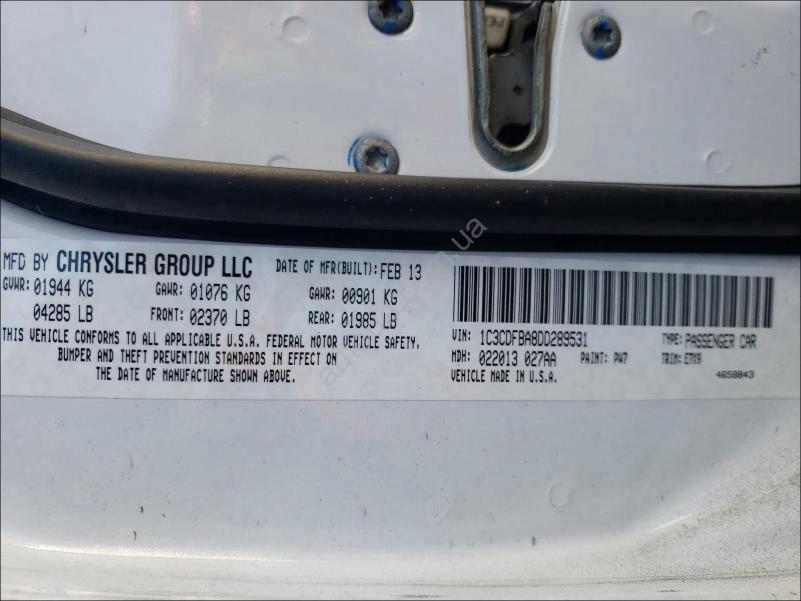 MFD BY CHRYSLER GROUP LLC DATE OF MFR(BUILT): FEB 13
GVWR: 01944 KG GAWR: 01076 KG GAWR: 00901 KG
04285 LB FRONT: 02370 LB REAR: 01985 LB
THIS VEHICLE CONFORMS TO ALL APPLICABLE U.S.A. FEDERAL MOTOR VEHICLE SAFETY,
BUMPER AND THEFT PREVENTION STANDARDS IN EFFECT ON
THE DATE OF MANUFACTURE SHOWN ABOVE.
VIN: 1C3CDFBA8DD289531 TYPE: PASSENGER CAR
MDH: 022013 027AA PAINT: PW7 TRIM: E7X9
VEHICLE MADE IN U.S.A. 4658843